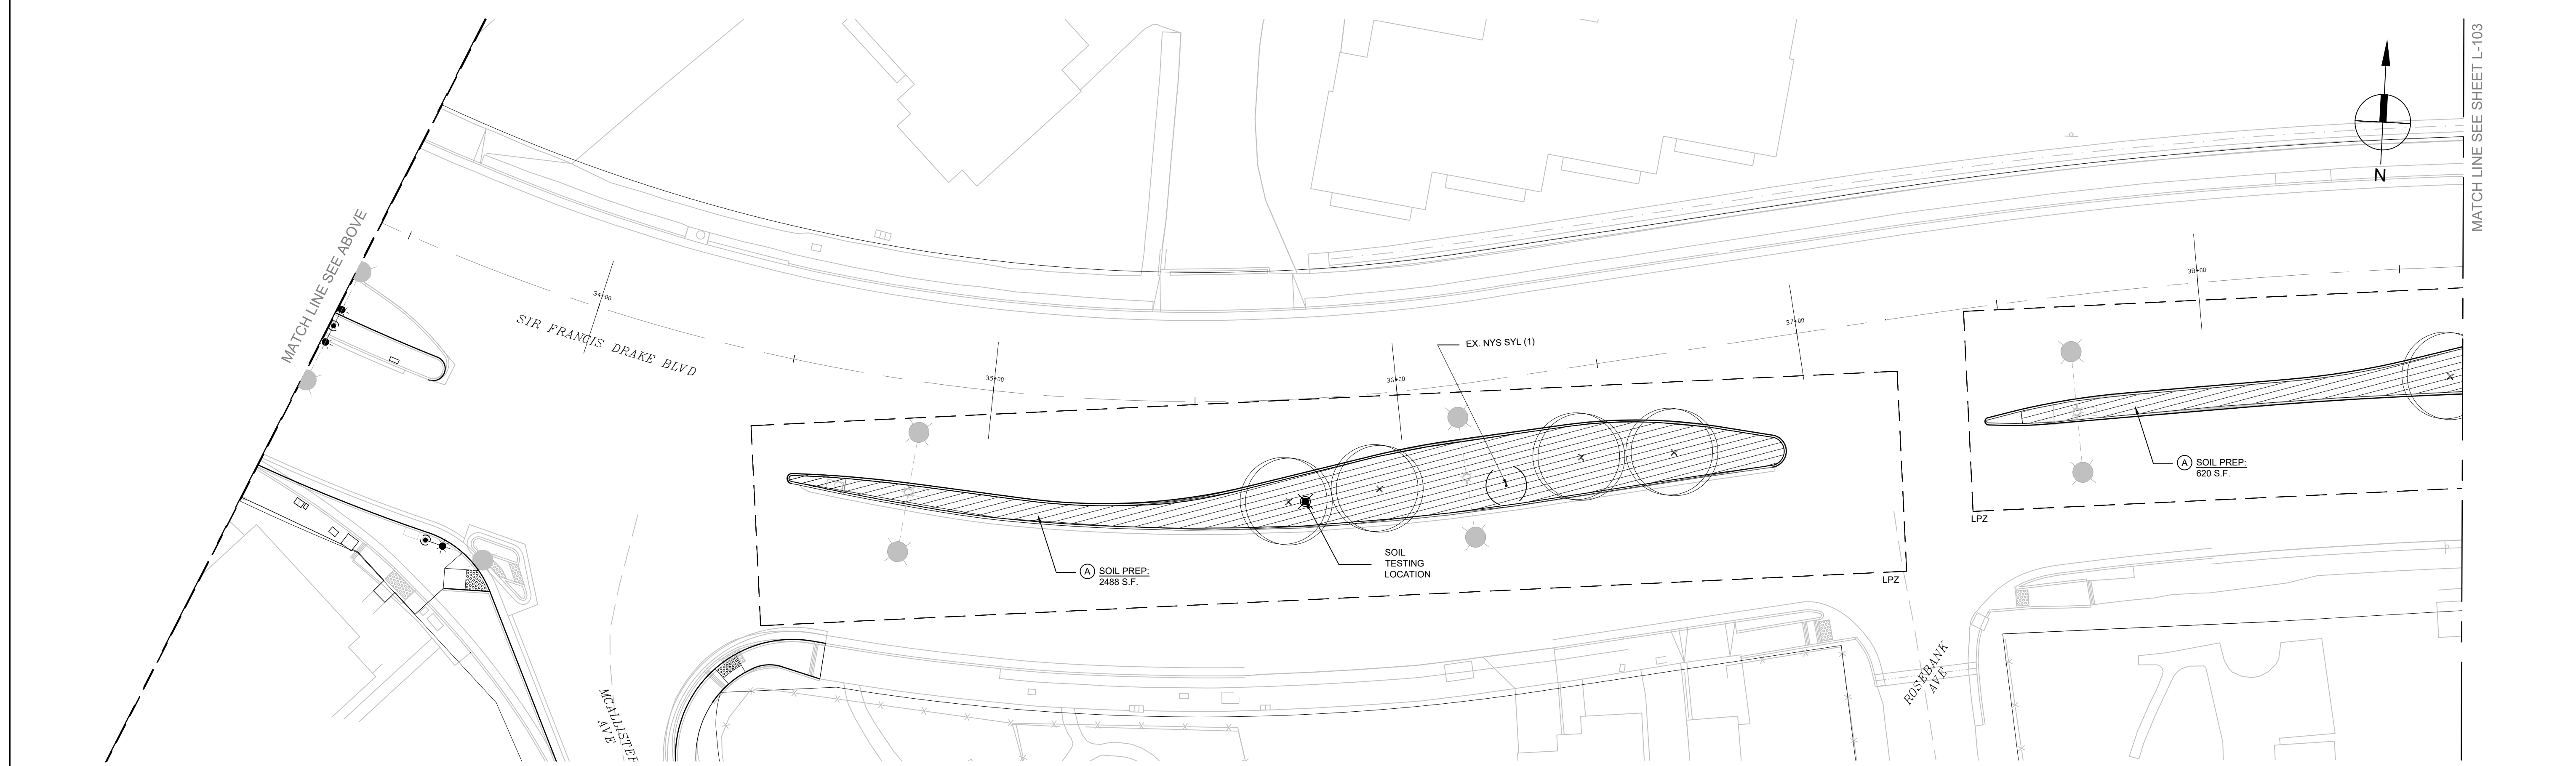 MATCH LINE SEE ABOVE
SIR FRANCIS DRAKE BLVD
34+00
35+00
36+00
37+00
38+00
EX. NYS SYL (1)
A SOIL PREP:
2488 S.F.
SOIL
TESTING
LOCATION
LPZ
A SOIL PREP:
620 S.F.
LPZ
MCALLISTER
AVE
ROSEBANK
AVE
N
MATCH LINE SEE SHEET L-103